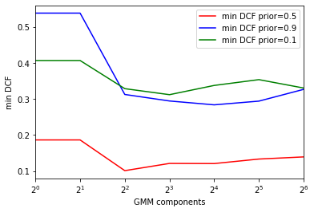 min DCF prior=0.5
min DCF prior=0.9
min DCF prior=0.1
min DCF
0.5
0.4
0.3
0.2
0.1
2⁰ 2¹ 2² 2³ 2⁴ 2⁵ 2⁶
GMM components